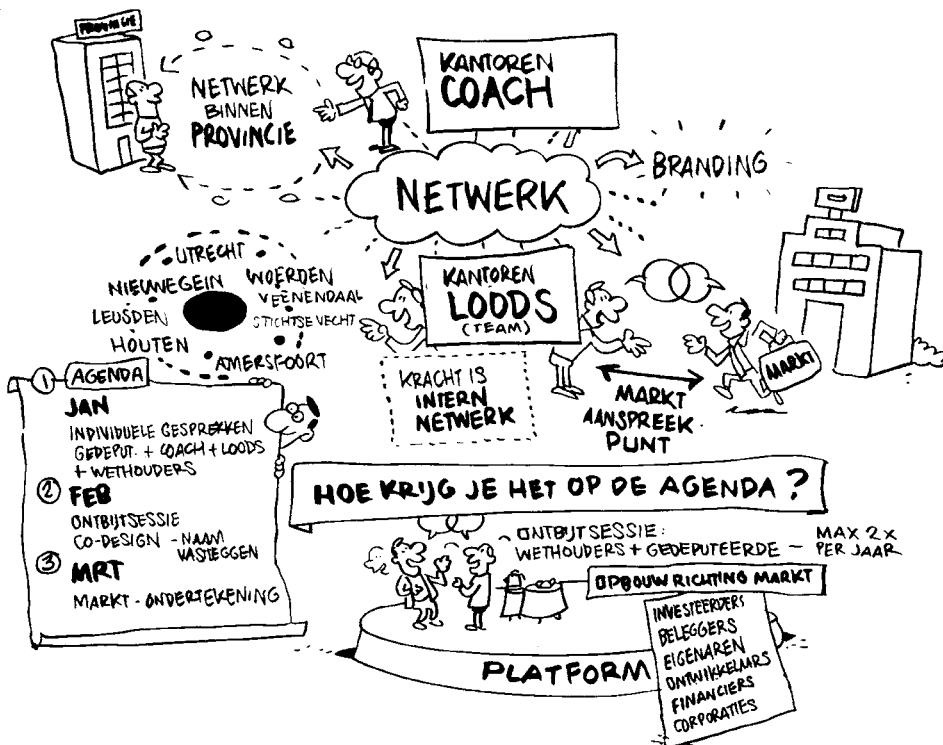 PROVINCIE
NETWERK
BINNEN
PROVINCIE
KANTOREN
COACH
NETWERK
BRANDING
UTRECHT
NIEUWEGEIN
WOERDEN
VEENENDAAL
LEUSDEN
STICHTSE VECHT
HOUTEN
AMERSFOORT
KANTOREN
LOODS
(TEAM)
KRACHT IS
INTERN
NETWERK
MARKT
AANSPREEK
PUNT
MARKT
① AGENDA
JAN
INDIVIDUELE GESPREKKEN
GEDEPUT. + COACH + LOODS
+ WETHOUDERS
② FEB
ONTBIJTSESSIE
CO-DESIGN - NAAM
VASTEGGEN
③ MRT
MARKT - ONDERTEKENING
HOE KRIJG JE HET OP DE AGENDA?
ONTBIJTSESSIE:
WETHOUDERS + GEDEPUTEERDE - MAX 2X
PER JAAR
OPBOUW RICHTING MARKT
INVESTEERDERS
BELEGGERS
EIGENAREN
ONTWIKKELAARS
FINANCIERS
CORPORATIES
PLATFORM